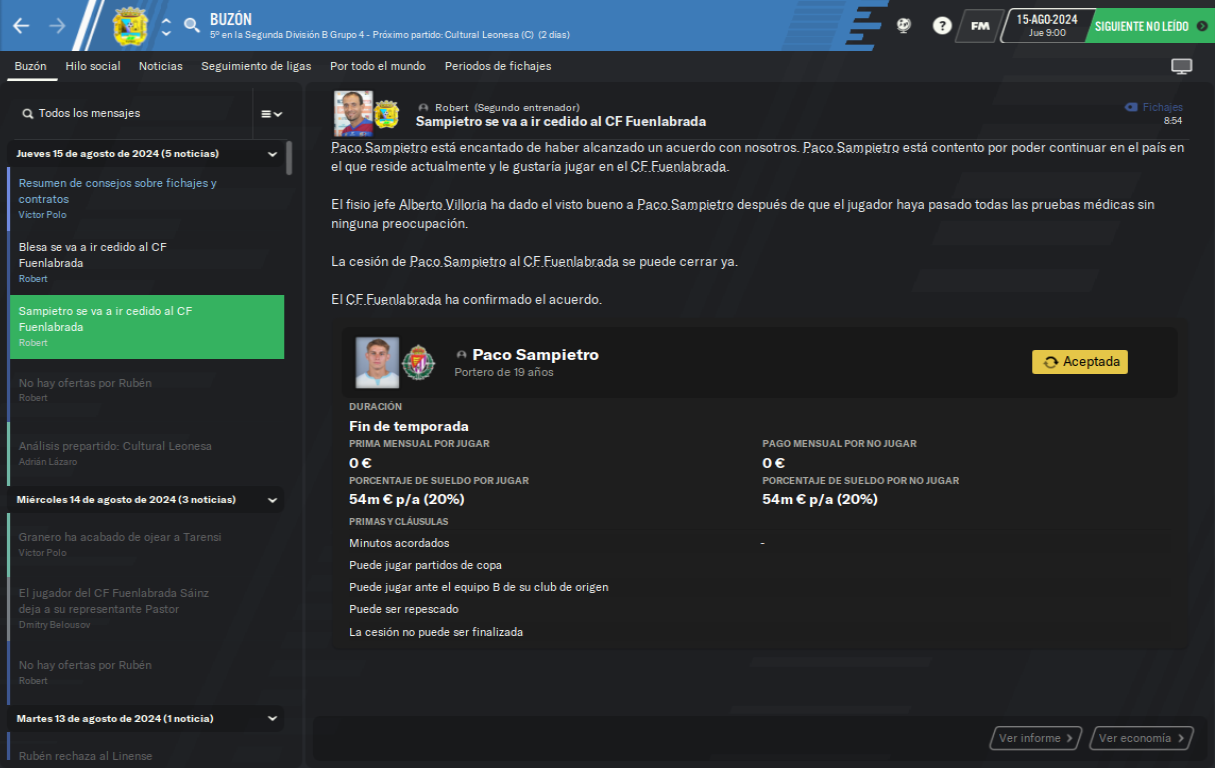 BUZÓN
5º en la Segunda División B Grupo 4 - Próximo partido: Cultural Leonesa (C) (2 días)
FM
15-AGO-2024
Jue 9:00
SIGUIENTE NO LEÍDO
Buzón
Hilo social
Noticias
Seguimiento de ligas
Por todo el mundo
Periodos de fichajes
Todos los mensajes
Jueves 15 de agosto de 2024 (5 noticias)
Resumen de consejos sobre fichajes y
contratos
Víctor Polo
Blesa se va a ir cedido al CF
Fuenlabrada
Robert
Sampietro se va a ir cedido al CF
Fuenlabrada
Robert
No hay ofertas por Rubén
Robert
Análisis prepartido: Cultural Leonesa
Adrián Lázaro
Miércoles 14 de agosto de 2024 (3 noticias)
Granero ha acabado de ojear a Tarensi
Víctor Polo
El jugador del CF Fuenlabrada Sáinz
deja a su representante Pastor
Dmitry Belousov
No hay ofertas por Rubén
Robert
Martes 13 de agosto de 2024 (1 noticia)
Rubén rechaza al Linense
Robert (Segundo entrenador)
Sampietro se va a ir cedido al CF Fuenlabrada
Fichajes
8:54
Paco Sampietro está encantado de haber alcanzado un acuerdo con nosotros. Paco Sampietro está contento por poder continuar en el país en
el que reside actualmente y le gustaría jugar en el CF Fuenlabrada.
El fisio jefe Alberto Villoria ha dado el visto bueno a Paco Sampietro después de que el jugador haya pasado todas las pruebas médicas sin
ninguna preocupación.
La cesión de Paco Sampietro al CF Fuenlabrada se puede cerrar ya.
El CF Fuenlabrada ha confirmado el acuerdo.
Paco Sampietro
Portero de 19 años
Aceptada
DURACIÓN
Fin de temporada
PRIMA MENSUAL POR JUGAR
PAGO MENSUAL POR NO JUGAR
0 €
0 €
PORCENTAJE DE SUELDO POR JUGAR
PORCENTAJE DE SUELDO POR NO JUGAR
54m € p/a (20%)
54m € p/a (20%)
PRIMAS Y CLÁUSULAS
Minutos acordados
-
Puede jugar partidos de copa
Puede jugar ante el equipo B de su club de origen
Puede ser repescado
La cesión no puede ser finalizada
Ver informe
Ver economía